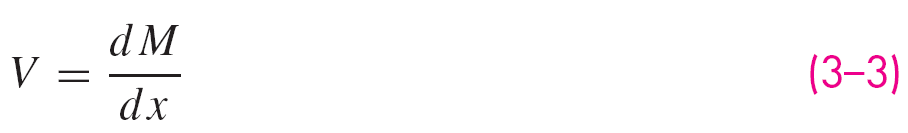 V = dM/dx (3–3)